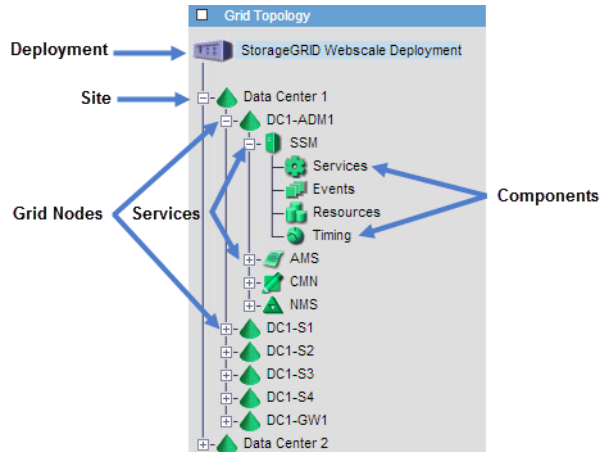 Grid Topology
Deployment
StorageGRID Webscale Deployment
Site
Data Center 1
DC1-ADM1
SSM
Services
Events
Components
Grid Nodes
Services
Resources
Timing
AMS
CMN
NMS
DC1-S1
DC1-S2
DC1-S3
DC1-S4
DC1-GW1
Data Center 2